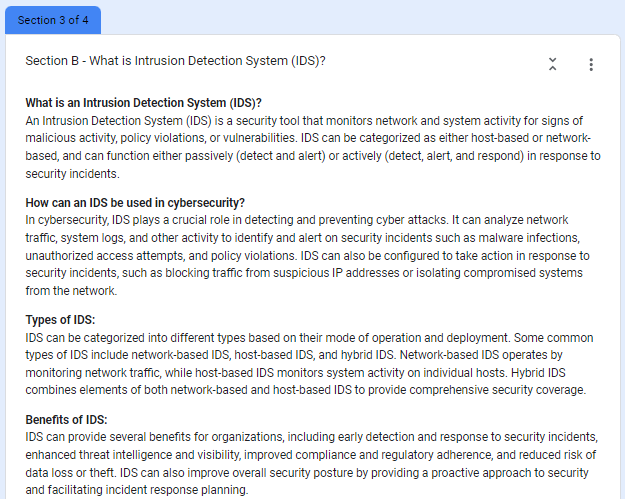 Section 3 of 4
Section B - What is Intrusion Detection System (IDS)?
What is an Intrusion Detection System (IDS)?
An Intrusion Detection System (IDS) is a security tool that monitors network and system activity for signs of
malicious activity, policy violations, or vulnerabilities. IDS can be categorized as either host-based or network-
based, and can function either passively (detect and alert) or actively (detect, alert, and respond) in response to
security incidents.
How can an IDS be used in cybersecurity?
In cybersecurity, IDS plays a crucial role in detecting and preventing cyber attacks. It can analyze network
traffic, system logs, and other activity to identify and alert on security incidents such as malware infections,
unauthorized access attempts, and policy violations. IDS can also be configured to take action in response to
security incidents, such as blocking traffic from suspicious IP addresses or isolating compromised systems
from the network.
Types of IDS:
IDS can be categorized into different types based on their mode of operation and deployment. Some common
types of IDS include network-based IDS, host-based IDS, and hybrid IDS. Network-based IDS operates by
monitoring network traffic, while host-based IDS monitors system activity on individual hosts. Hybrid IDS
combines elements of both network-based and host-based IDS to provide comprehensive security coverage.
Benefits of IDS:
IDS can provide several benefits for organizations, including early detection and response to security incidents,
enhanced threat intelligence and visibility, improved compliance and regulatory adherence, and reduced risk of
data loss or theft. IDS can also improve overall security posture by providing a proactive approach to security
and facilitating incident response planning.